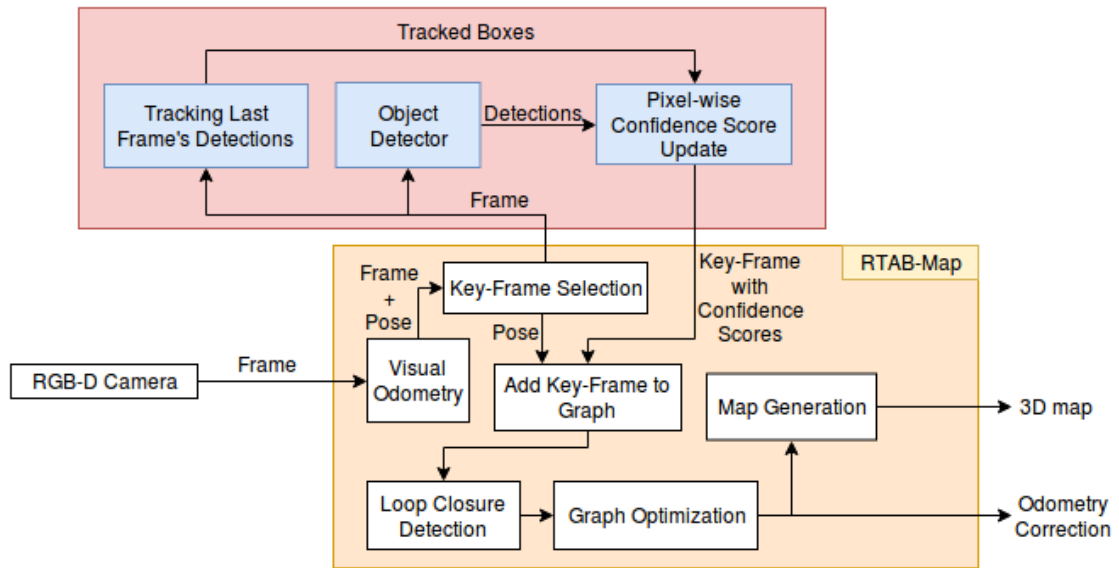 Tracked Boxes
Tracking Last
Frame's Detections
Object
Detector
Detections
Pixel-wise
Confidence Score
Update
Frame
RTAB-Map
Frame
+
Pose
Key-Frame Selection
Key-Frame
with
Confidence
Scores
Pose
RGB-D Camera
Frame
Visual
Odometry
Add Key-Frame to
Graph
Map Generation
3D map
Loop Closure
Detection
Graph Optimization
Odometry
Correction